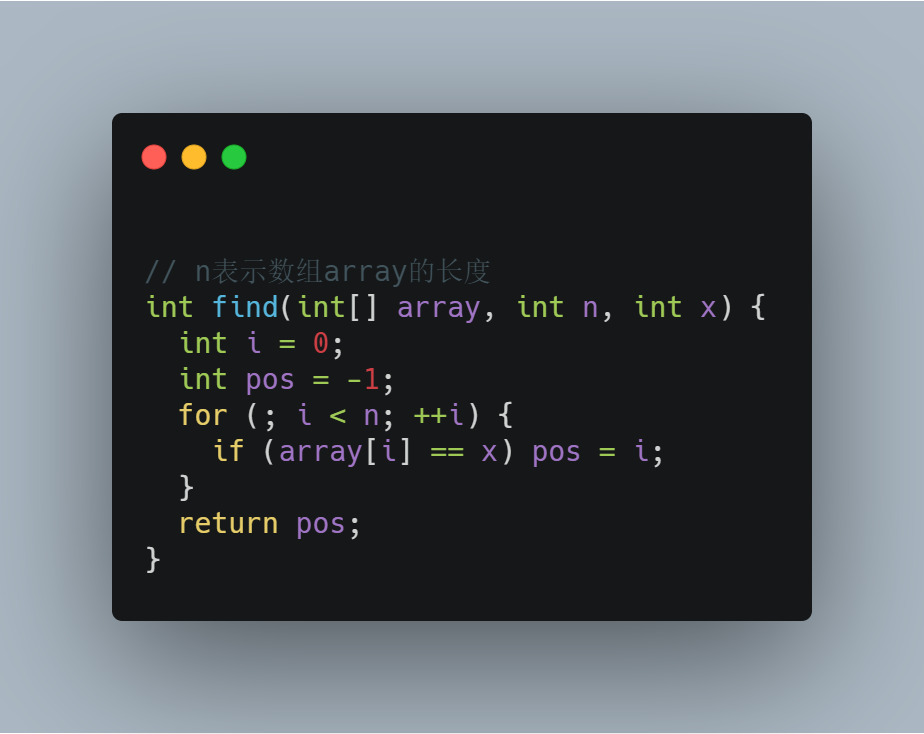 // n表示数组array的长度
int find(int[] array, int n, int x) {
  int i = 0;
  int pos = -1;
  for (; i < n; ++i) {
    if (array[i] == x) pos = i;
  }
  return pos;
}